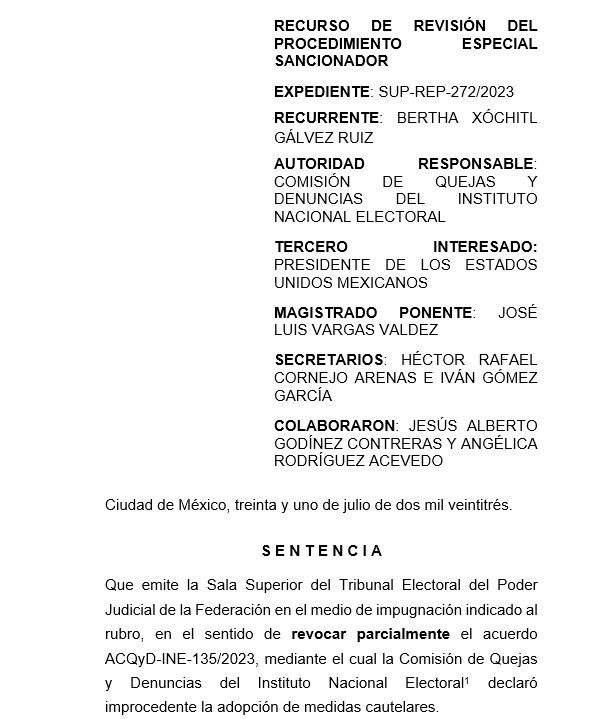 RECURSO DE REVISIÓN DEL
PROCEDIMIENTO ESPECIAL
SANCIONADOR
EXPEDIENTE: SUP-REP-272/2023
RECURRENTE: BERTHA XÓCHITL
GÁLVEZ RUIZ
AUTORIDAD RESPONSABLE:
COMISIÓN DE QUEJAS Y
DENUNCIAS DEL INSTITUTO
NACIONAL ELECTORAL
TERCERO INTERESADO:
PRESIDENTE DE LOS ESTADOS
UNIDOS MEXICANOS
MAGISTRADO PONENTE: JOSÉ
LUIS VARGAS VALDEZ
SECRETARIOS: HÉCTOR RAFAEL
CORNEJO ARENAS E IVÁN GÓMEZ
GARCÍA
COLABORARON: JESÚS ALBERTO
GODÍNEZ CONTRERAS Y ANGÉLICA
RODRÍGUEZ ACEVEDO
Ciudad de México, treinta y uno de julio de dos mil veintitrés.
S E N T E N C I A
Que emite la Sala Superior del Tribunal Electoral del Poder
Judicial de la Federación en el medio de impugnación indicado al
rubro, en el sentido de revocar parcialmente el acuerdo
ACQyD-INE-135/2023, mediante el cual la Comisión de Quejas
y Denuncias del Instituto Nacional Electoral¹ declaró
improcedente la adopción de medidas cautelares.